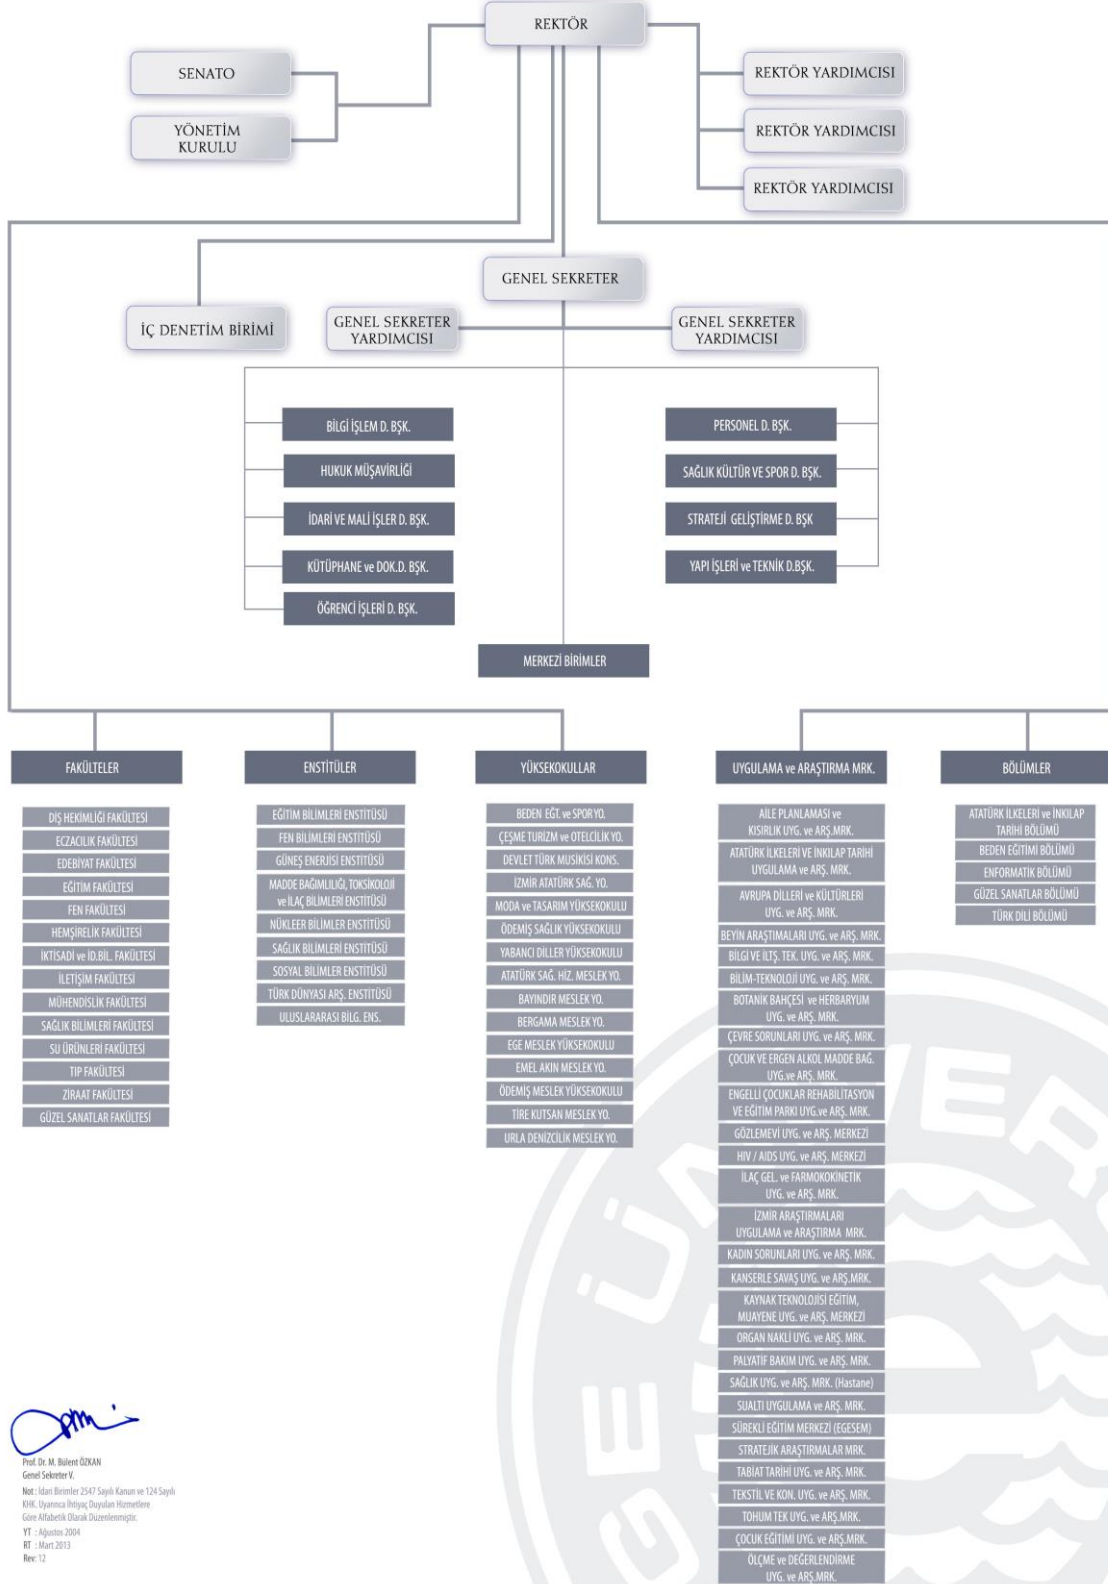 REKTÖR
SENATO
YÖNETİM
KURULU
REKTÖR YARDIMCISI
REKTÖR YARDIMCISI
REKTÖR YARDIMCISI
GENEL SEKRETER
İÇ DENETİM BİRİMİ
GENEL SEKRETER
YARDIMCISI
GENEL SEKRETER
YARDIMCISI
BİLGİ İŞLEM D. BŞK.
HUKUK MÜŞAVİRLİĞİ
İDARİ VE MALİ İŞLER D. BŞK.
KÜTÜPHANE ve DOK.D. BŞK.
ÖĞRENCİ İŞLERİ D. BŞK.
PERSONEL D. BŞK.
SAĞLIK KÜLTÜR VE SPOR D. BŞK.
STRATEJİ GELİŞTİRME D. BŞK
YAPI İŞLERİ ve TEKNİK D.BŞK.
MERKEZİ BİRİMLER
FAKÜLTELER
DİŞ HEKİMLİĞİ FAKÜLTESİ
ECZACILIK FAKÜLTESİ
EDEBİYAT FAKÜLTESİ
EĞİTİM FAKÜLTESİ
FEN FAKÜLTESİ
HEMŞİRELİK FAKÜLTESİ
İKTİSADİ ve İD.BİL. FAKÜLTESİ
İLETİŞİM FAKÜLTESİ
MÜHENDİSLİK FAKÜLTESİ
SAĞLIK BİLİMLERİ FAKÜLTESİ
SU ÜRÜNLERİ FAKÜLTESİ
TIP FAKÜLTESİ
ZİRAAT FAKÜLTESİ
GÜZEL SANATLAR FAKÜLTESİ
ENSTİTÜLER
EĞİTİM BİLİMLERİ ENSTİTÜSÜ
FEN BİLİMLERİ ENSTİTÜSÜ
GÜNEŞ ENERJİSİ ENSTİTÜSÜ
MADDE BAĞIMLILIĞI, TOKSİKOLOJİ
ve İLAÇ BİLİMLERİ ENSTİTÜSÜ
NÜKLEER BİLİMLER ENSTİTÜSÜ
SAĞLIK BİLİMLERİ ENSTİTÜSÜ
SOSYAL BİLİMLER ENSTİTÜSÜ
TÜRK DÜNYASI ARŞ. ENSTİTÜSÜ
ULUSLARARASI BİLG. ENS.
YÜKSEKOKULLAR
BEDEN EĞT. ve SPOR YO.
ÇEŞME TURİZM ve OTELCİLİK YO.
DEVLET TÜRK MUSİKİSİ KONS.
İZMİR ATATÜRK SAĞ. YO.
MODA ve TASARIM YÜKSEKOKULU
ÖDEMİŞ SAĞLIK YÜKSEKOKULU
YABANCI DİLLER YÜKSEKOKULU
ATATÜRK SAĞ. HİZ. MESLEK YO.
BAYINDIR MESLEK YO.
BERGAMA MESLEK YO.
EGE MESLEK YÜKSEKOKULU
EMEL AKIN MESLEK YO.
ÖDEMİŞ MESLEK YÜKSEKOKULU
TİRE KUTSAN MESLEK YO.
URLA DENİZCİLİK MESLEK YO.
UYGULAMA ve ARAŞTIRMA MRK.
AİLE PLANLAMASI ve
KISIRLIK UYG. ve ARŞ.MRK.
ATATÜRK İLKELERİ VE İNKILAP TARİHİ
UYGULAMA ve ARŞ. MRK.
AVRUPA DİLLERİ ve KÜLTÜRLERİ
UYG. ve ARŞ. MRK.
BEYİN ARAŞTIMALARI UYG. ve ARŞ. MRK.
BİLGİ VE İLTŞ. TEK. UYG. ve ARŞ. MRK.
BİLİM-TEKNOLOJİ UYG. ve ARŞ. MRK.
BOTANİK BAHÇESİ ve HERBARYUM
UYG. ve ARŞ. MRK.
ÇEVRE SORUNLARI UYG. ve ARŞ. MRK.
ÇOCUK VE ERGEN ALKOL MADDE BAĞ.
UYG.ve ARŞ. MRK.
ENGELLİ ÇOCUKLAR REHABİLİTASYON
VE EĞİTİM PARKI UYG.ve ARŞ. MRK.
GÖZLEMEVİ UYG. ve ARŞ. MERKEZİ
HIV / AIDS UYG. ve ARŞ. MERKEZİ
İLAÇ GEL. ve FARMOKOKİNETİK
UYG. ve ARŞ. MRK.
İZMİR ARAŞTIRMALARI
UYGULAMA ve ARAŞTIRMA MRK.
KADIN SORUNLARI UYG. ve ARŞ. MRK.
KANSERLE SAVAŞ UYG. ve ARŞ.MRK.
KAYNAK TEKNOLOJİSİ EĞİTİM,
MUAYENE UYG. ve ARŞ. MERKEZİ
ORGAN NAKLİ UYG. ve ARŞ. MRK.
PALYATİF BAKIM UYG. ve ARŞ. MRK.
SAĞLIK UYG. ve ARŞ. MRK. (Hastane)
SUALTI UYGULAMA ve ARŞ. MRK.
SÜREKLİ EĞİTİM MERKEZİ (EGESEM)
STRATEJİK ARAŞTIRMALAR MRK.
TABİAT TARİHİ UYG. ve ARŞ. MRK.
TEKSTİL VE KON. UYG. ve ARŞ. MRK.
TOHUM TEK UYG. ve ARŞ.MRK.
ÇOCUK EĞİTİMİ UYG. ve ARŞ.MRK.
ÖLÇME ve DEĞERLENDİRME
UYG. ve ARŞ.MRK.
BÖLÜMLER
ATATÜRK İLKELERİ ve İNKILAP
TARİHİ BÖLÜMÜ
BEDEN EĞİTİMİ BÖLÜMÜ
ENFORMATİK BÖLÜMÜ
GÜZEL SANATLAR BÖLÜMÜ
TÜRK DİLİ BÖLÜMÜ
Prof. Dr. M. Bülent ÖZKAN
Genel Sekreter V.
Not : İdari Birimler 2547 Sayılı Kanun ve 124 Sayılı
KHK. Uyarınca İhtiyaç Duyulan Hizmetlere
Göre Alfabetik Olarak Düzenlenmiştir.
YT : Ağustos 2004
RT : Mart 2013
Rev: 12
GE ÜNİVER